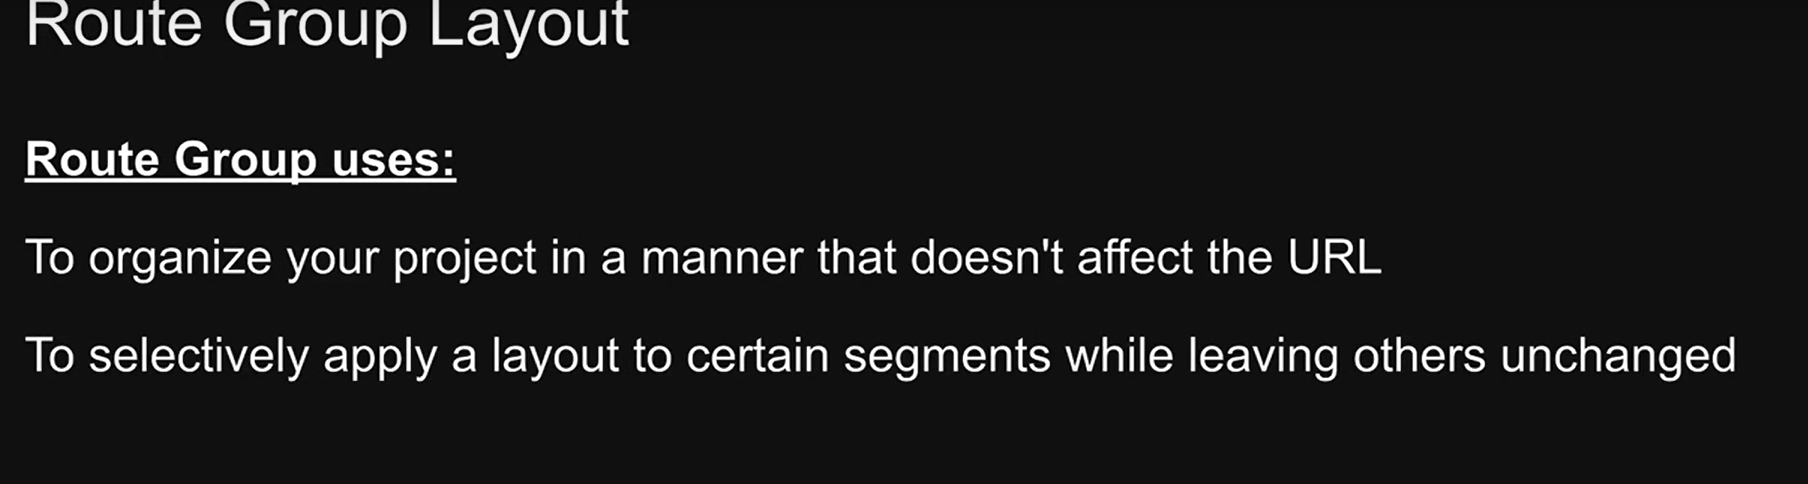 Route Group Layout
Route Group uses:
To organize your project in a manner that doesn't affect the URL
To selectively apply a layout to certain segments while leaving others unchanged